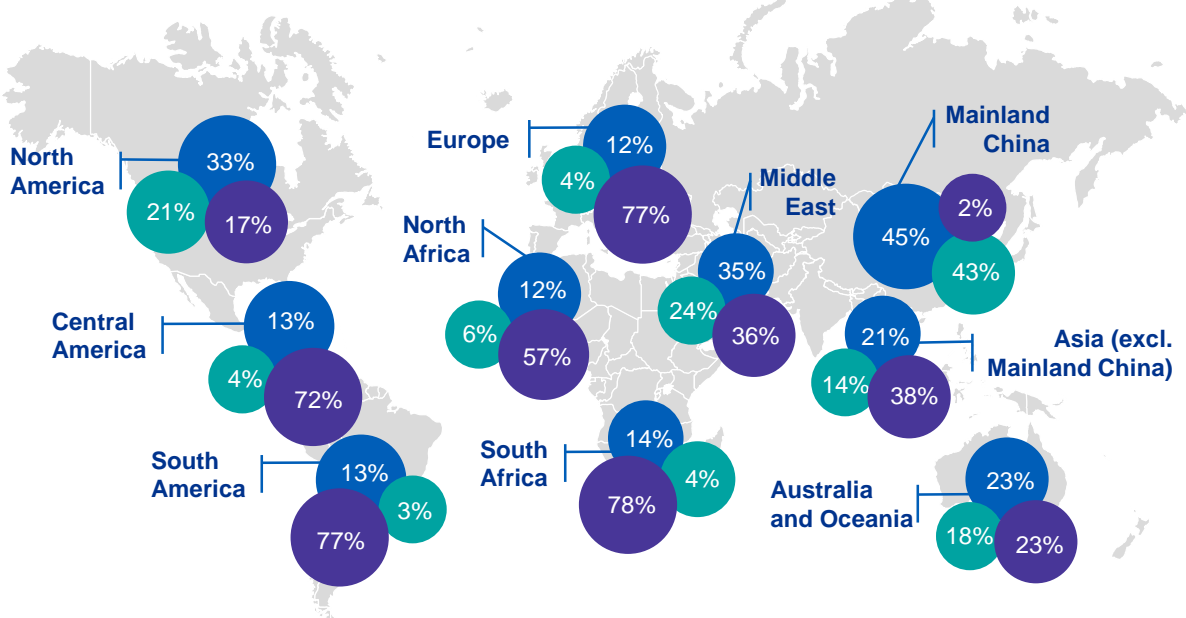 North
America
33%
21%
17%
Europe
12%
4%
77%
Mainland
China
45%
2%
43%
Middle
East
35%
24%
36%
North
Africa
12%
6%
57%
Central
America
13%
4%
72%
Asia (excl.
Mainland China)
21%
14%
38%
South
America
13%
3%
77%
South
Africa
14%
4%
78%
Australia
and Oceania
23%
18%
23%